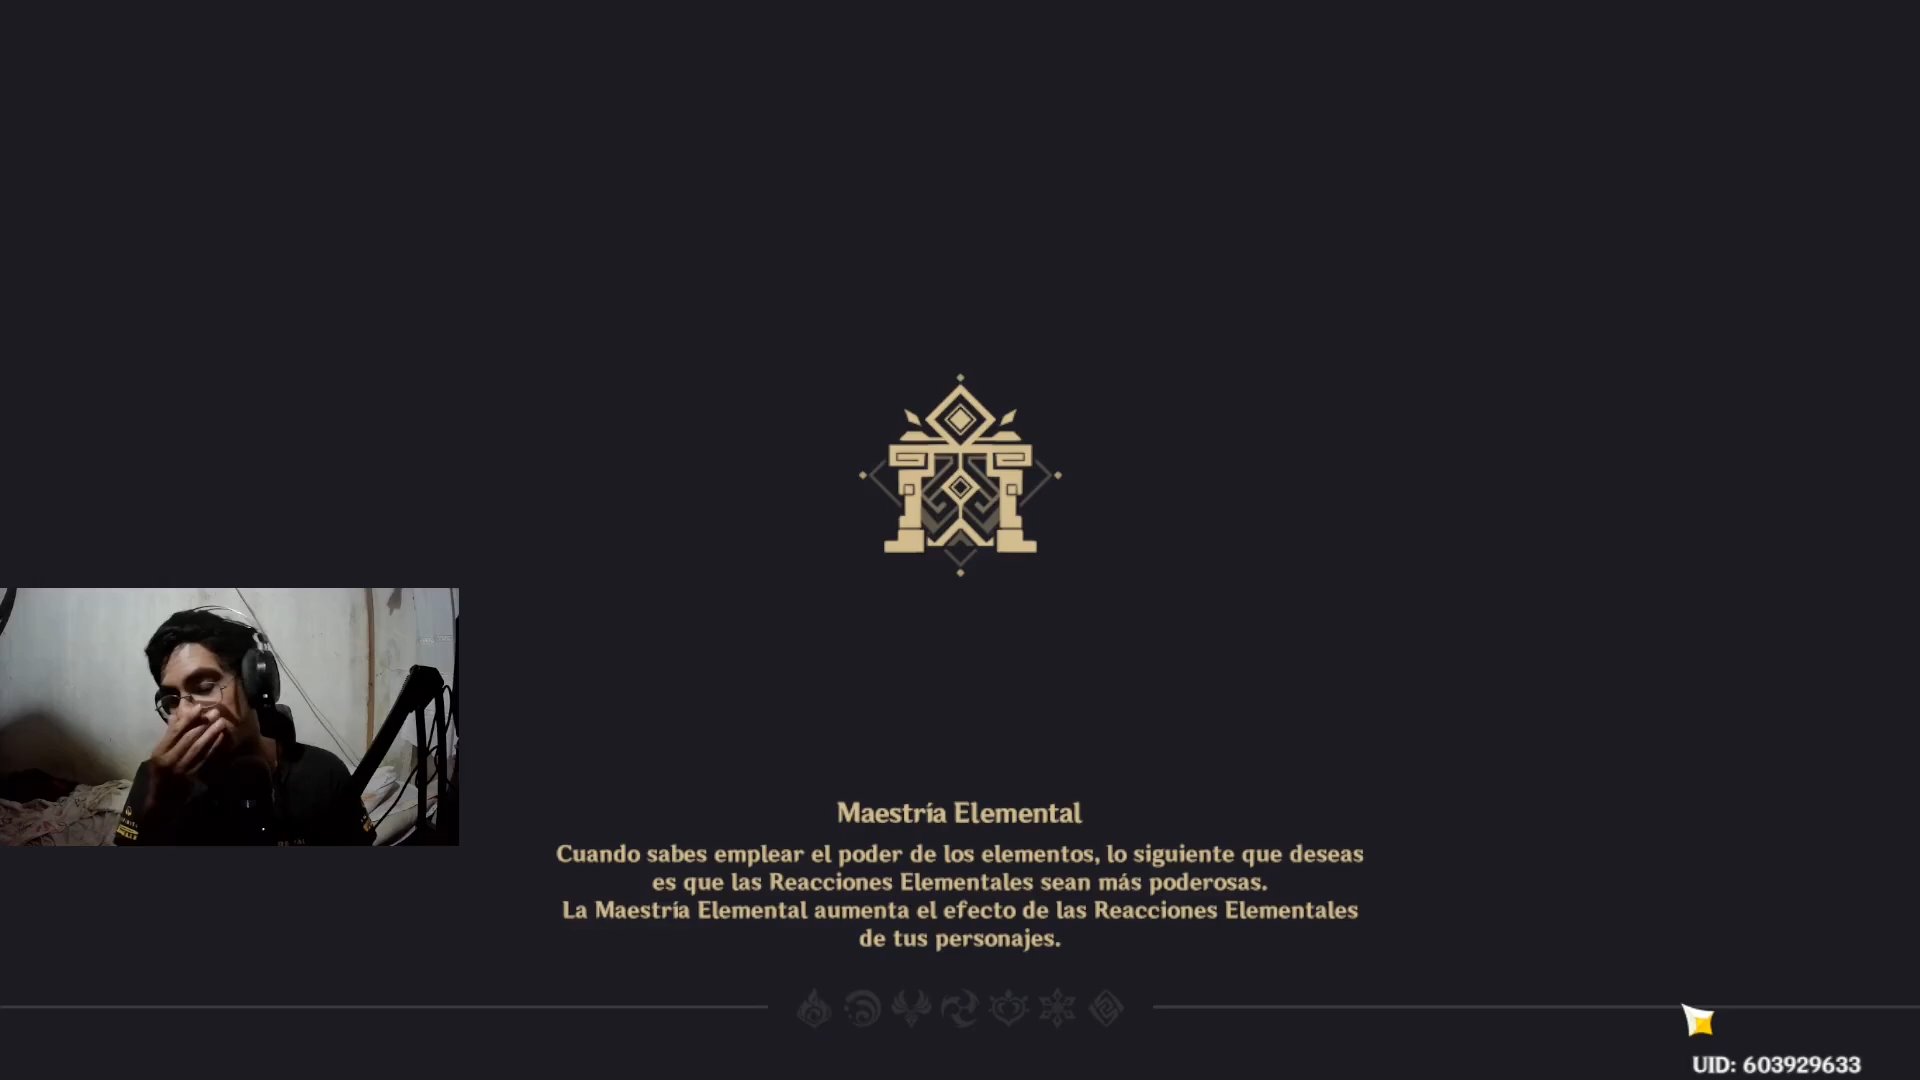 Maestría Elemental
Cuando sabes emplear el poder de los elementos, lo siguiente que deseas
es que las Reacciones Elementales sean más poderosas.
La Maestría Elemental aumenta el efecto de las Reacciones Elementales
de tus personajes.
UID: 603929633